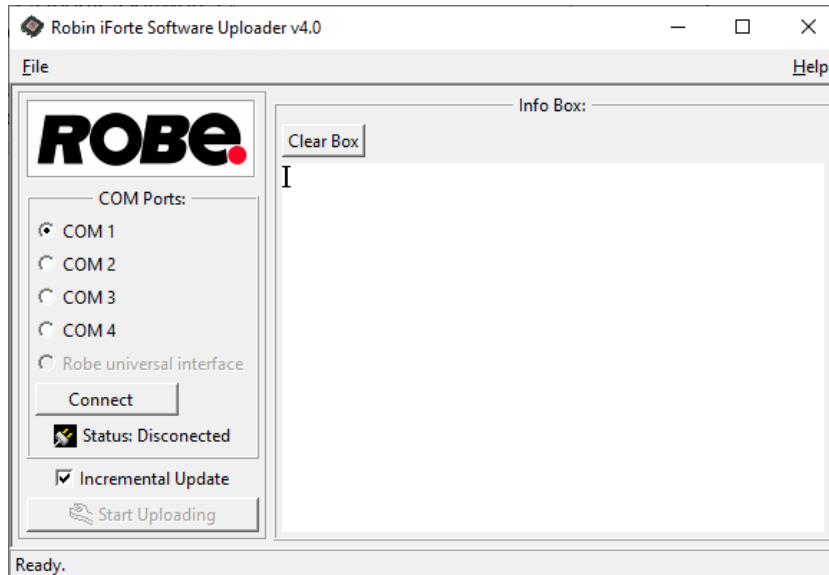 Robin iForte Software Uploader v4.0
File
Help
ROBE.
COM Ports:
COM 1
COM 2
COM 3
COM 4
Robe universal interface
Connect
Status: Disconected
Incremental Update
Start Uploading
Info Box:
Clear Box
Ready.